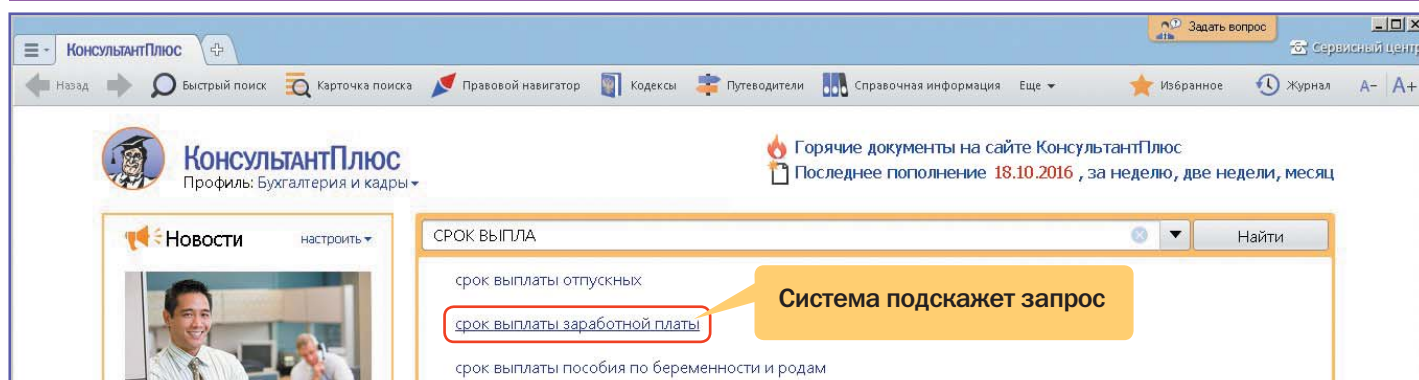 Задать вопрос
КонсультантПлюс
Сервисный центр
Назад Быстрый поиск Карточка поиска Правовой навигатор Кодексы Путеводители Справочная информация Еще Избранное Журнал А- А+
КонсультантПлюс
Профиль: Бухгалтерия и кадры
Горячие документы на сайте КонсультантПлюс
Последнее пополнение 18.10.2016 , за неделю, две недели, месяц
Новости настроить
СРОК ВЫПЛА Найти
срок выплаты отпускных
Система подскажет запрос
срок выплаты заработной платы
срок выплаты пособия по беременности и родам